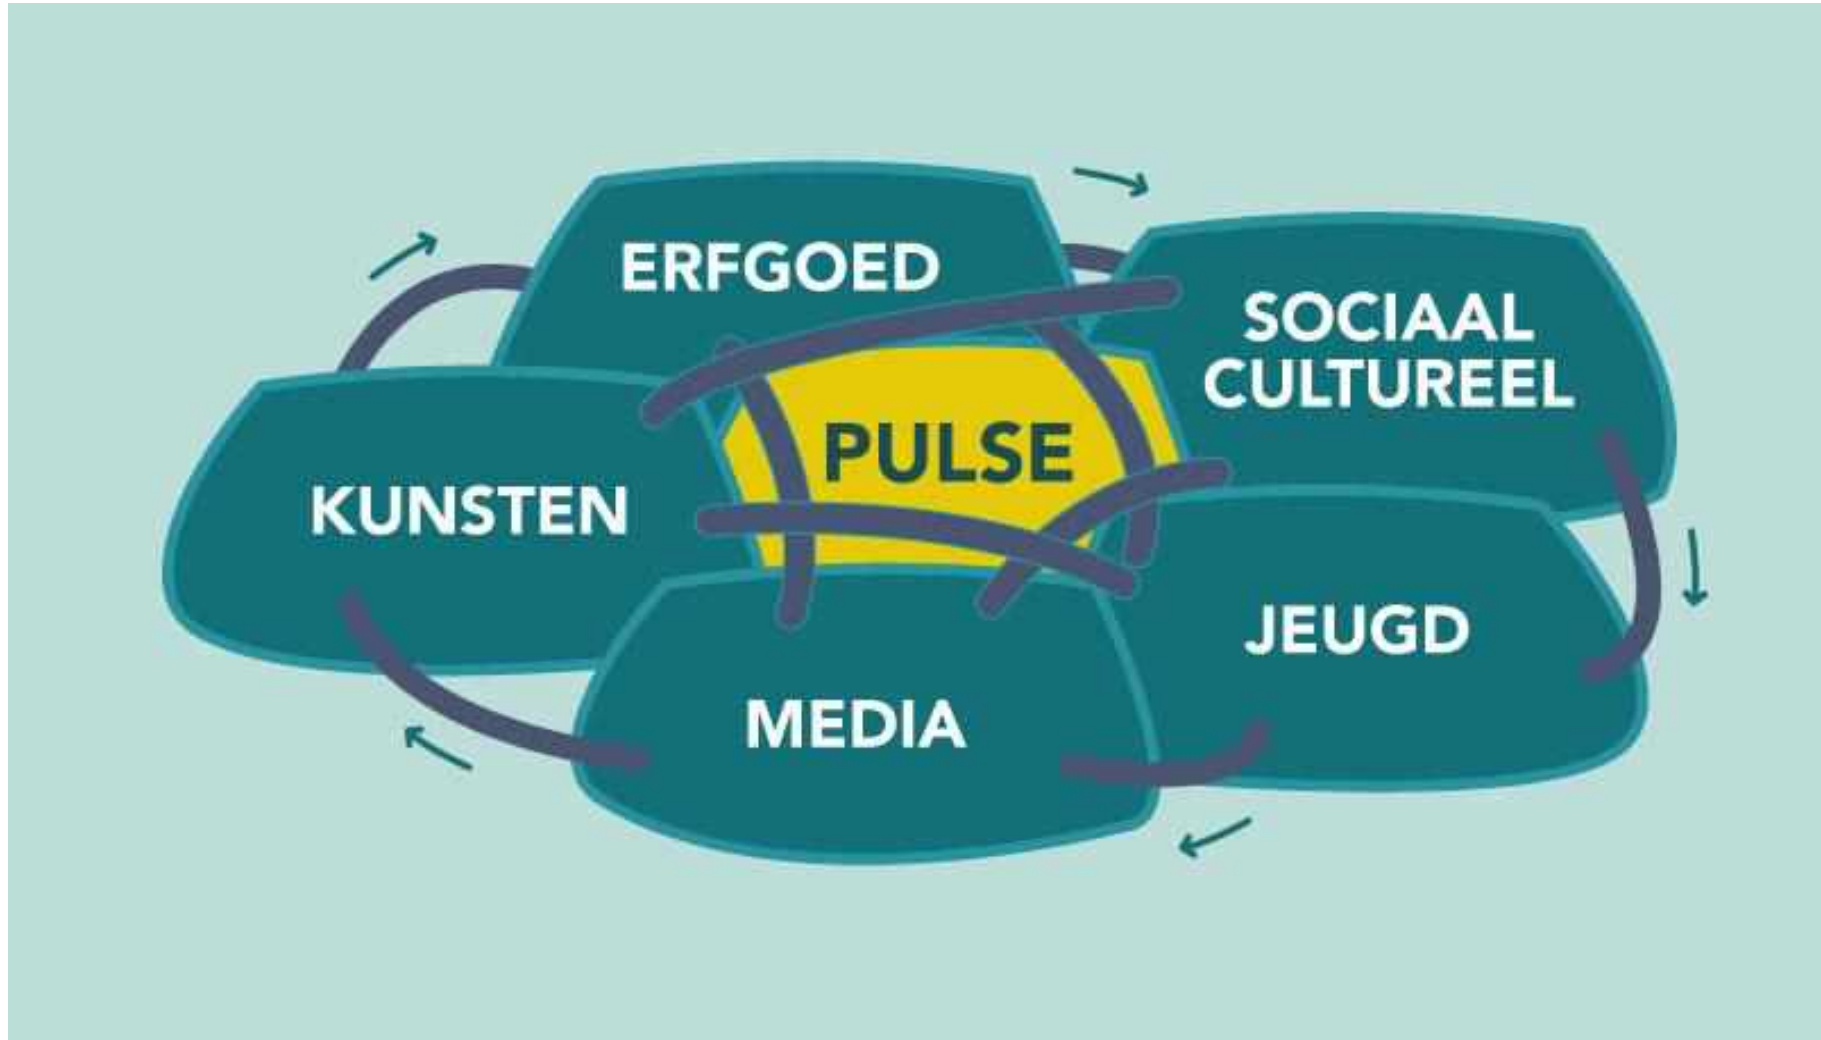 ERFGOED
SOCIAAL
CULTUREEL
PULSE
KUNSTEN
JEUGD
MEDIA